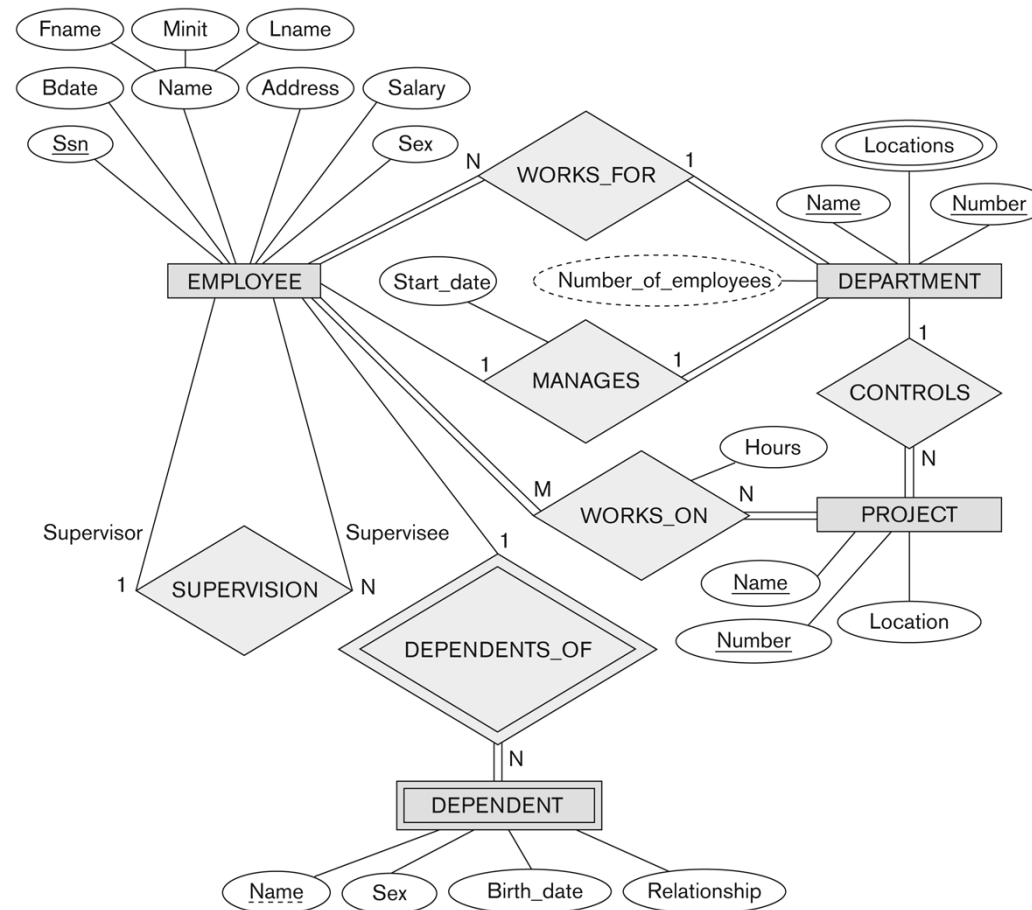 Fname
Minit
Lname
Bdate
Name
Address
Salary
Ssn
Sex
Locations
Name
Number
N
WORKS_FOR
1
EMPLOYEE
Start_date
Number_of_employees
DEPARTMENT
1
MANAGES
1
1
CONTROLS
N
Hours
M
WORKS_ON
N
PROJECT
Supervisor
Supervisee
1
1
SUPERVISION
N
Name
Number
Location
DEPENDENTS_OF
N
DEPENDENT
Name
Sex
Birth_date
Relationship